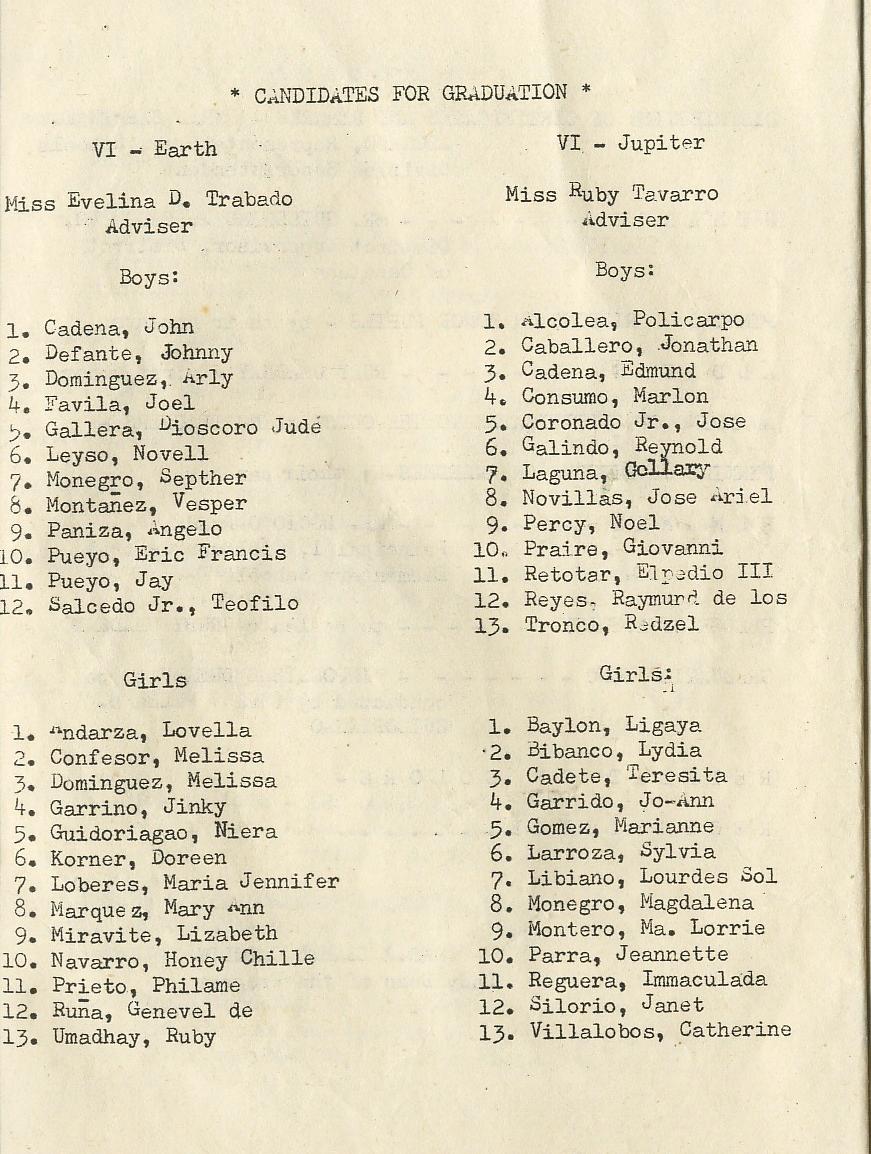 * CANDIDATES FOR GRADUATION *
VI - Earth
Miss Evelina D. Trabado
Adviser
Boys:
1. Cadena, John
2. Defante, Johnny
3. Dominguez, Arly
4. Favila, Joel
5. Gallera, Dioscoro Jude
6. Leyso, Novell
7. Monegro, Septher
8. Montañez, Vesper
9. Paniza, Angelo
10. Pueyo, Eric Francis
11. Pueyo, Jay
12. Salcedo Jr., Teofilo
Girls
1. Andarza, Lovella
2. Confesor, Melissa
3. Dominguez, Melissa
4. Garrino, Jinky
5. Guidoriagao, Niera
6. Korner, Doreen
7. Loberes, Maria Jennifer
8. Marquez, Mary Ann
9. Miravite, Lizabeth
10. Navarro, Honey Chille
11. Prieto, Philame
12. Ruña, Genevel de
13. Umadhay, Ruby
VI - Jupiter
Miss Ruby Tavarro
Adviser
Boys:
1. Alcolea, Policarpo
2. Caballero, Jonathan
3. Cadena, Edmund
4. Consumo, Marlon
5. Coronado Jr., Jose
6. Galindo, Reynold
7. Laguna, Gollary
8. Novillas, Jose Ariel
9. Percy, Noel
10. Praire, Giovanni
11. Retotar, Elpedio III
12. Reyes, Raymund de los
13. Tronco, Redzel
Girls:
1. Baylon, Ligaya
2. Bibanco, Lydia
3. Cadete, Teresita
4. Garrido, Jo-Ann
5. Gomez, Marianne
6. Larroza, Sylvia
7. Libiano, Lourdes Sol
8. Monegro, Magdalena
9. Montero, Ma. Lorrie
10. Parra, Jeannette
11. Reguera, Immaculada
12. Silorio, Janet
13. Villalobos, Catherine